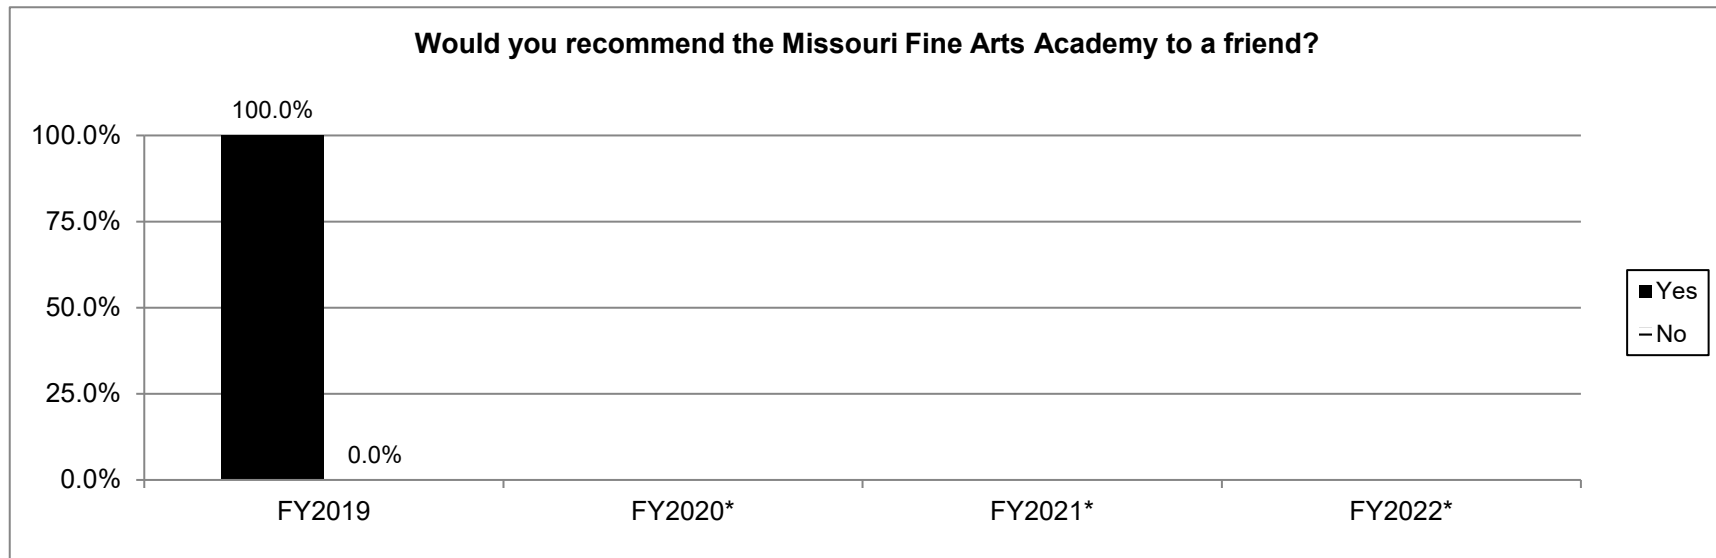 Would you recommend the Missouri Fine Arts Academy to a friend?
100.0%
100.0%
75.0%
50.0%
25.0%
0.0%
0.0%
FY2019 FY2020* FY2021* FY2022*
Yes
No